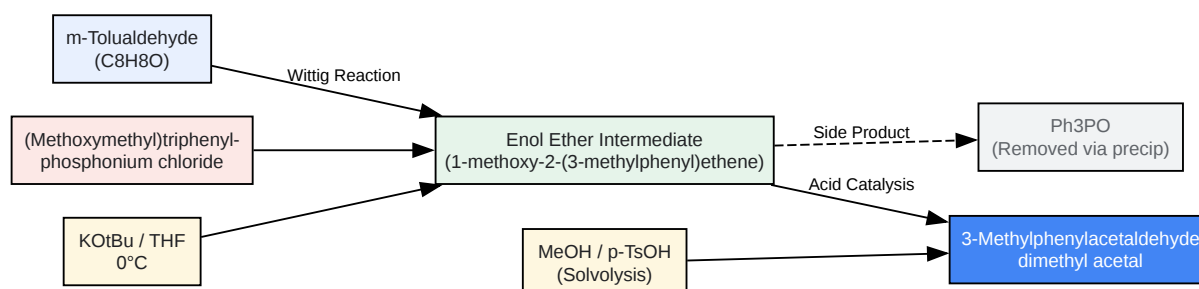 m-Tolualdehyde
(C8H8O)
Wittig Reaction
(Methoxymethyl)triphenyl-
phosphonium chloride
Enol Ether Intermediate
(1-methoxy-2-(3-methylphenyl)ethene)
Side Product
Ph3PO
(Removed via precip)
Acid Catalysis
KOtBu / THF
0°C
MeOH / p-TsOH
(Solvolysis)
3-Methylphenylacetaldehyde
dimethyl acetal